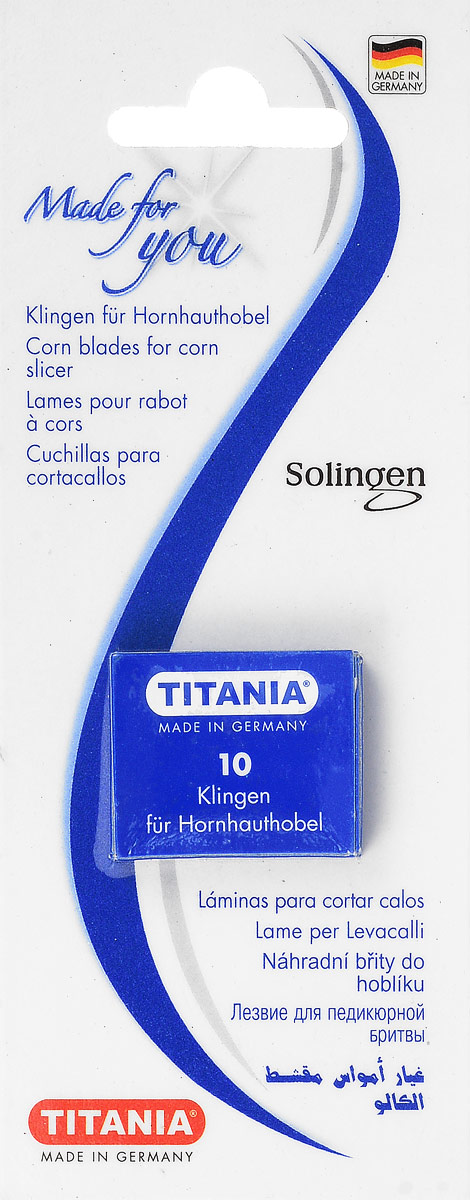 MADE IN
GERMANY
Made for
you
Klingen für Hornhauthobel
Corn blades for corn
slicer
Lames pour rabot
à cors
Cuchillas para
cortacallos
Solingen
TITANIA®
MADE IN GERMANY
10
Klingen
für Hornhauthobel
Láminas para cortar calos
Lame per Levacalli
Náhradní břity do
hoblíku
Лезвие для педикюрной
бритвы
غيار أمواس مقشط
الكالو
TITANIA®
MADE IN GERMANY